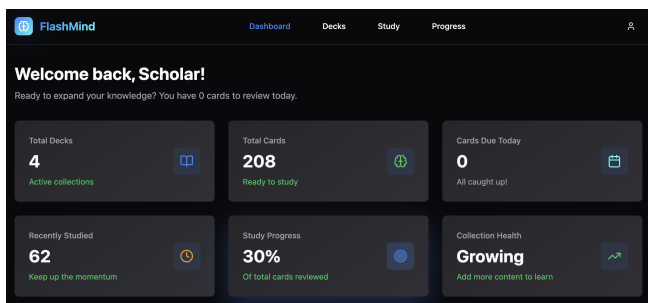 FlashMind
Dashboard Decks Study Progress
Welcome back, Scholar!
Ready to expand your knowledge? You have 0 cards to review today.
Total Decks
4
Active collections
Total Cards
208
Ready to study
Cards Due Today
0
All caught up!
Recently Studied
62
Keep up the momentum
Study Progress
30%
Of total cards reviewed
Collection Health
Growing
Add more content to learn